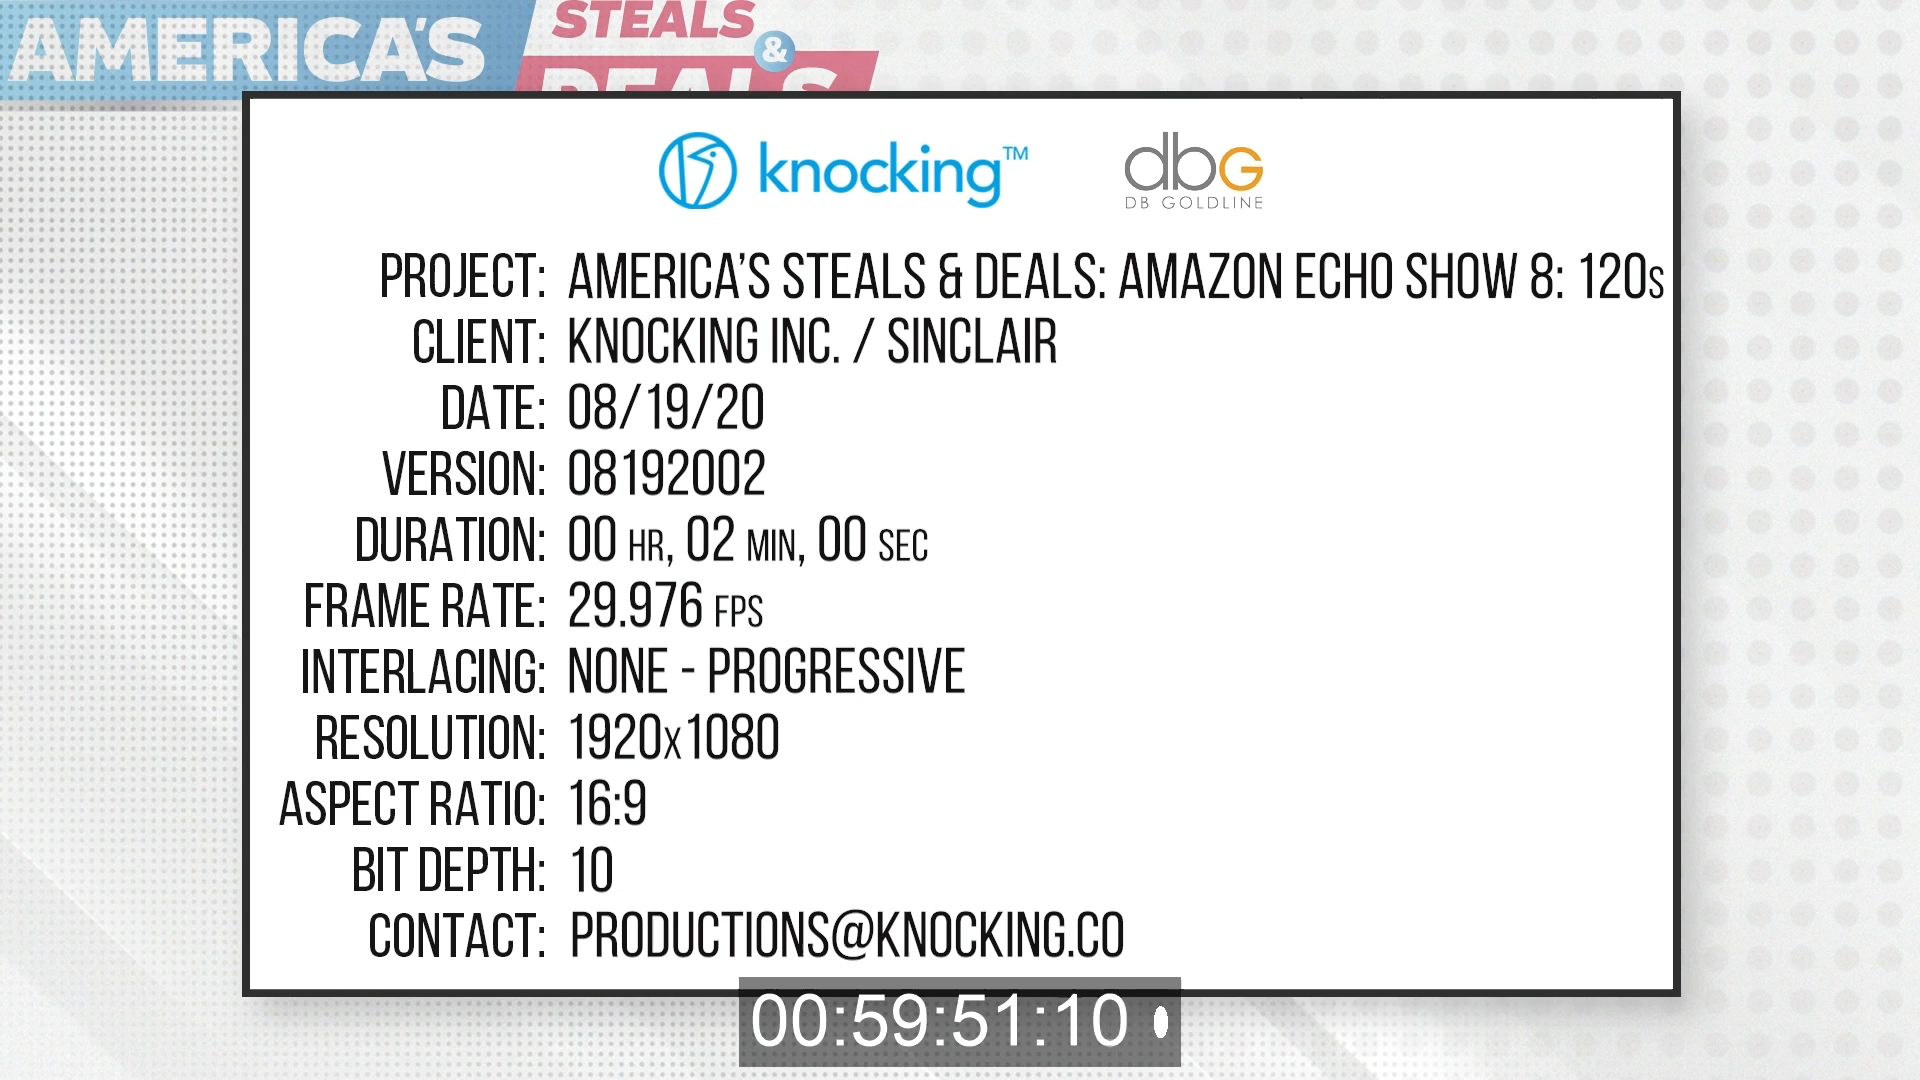 AMERICA'S
STEALS
&
DEALS
knocking™
dbG
DB GOLDLINE
PROJECT: AMERICA'S STEALS & DEALS: AMAZON ECHO SHOW 8: 120s
CLIENT: KNOCKING INC. / SINCLAIR
DATE: 08/19/20
VERSION: 08192002
DURATION: 00 HR, 02 MIN, 00 SEC
FRAME RATE: 29.976 FPS
INTERLACING: NONE - PROGRESSIVE
RESOLUTION: 1920x1080
ASPECT RATIO: 16:9
BIT DEPTH: 10
CONTACT: PRODUCTIONS@KNOCKING.CO
00:59:51:10